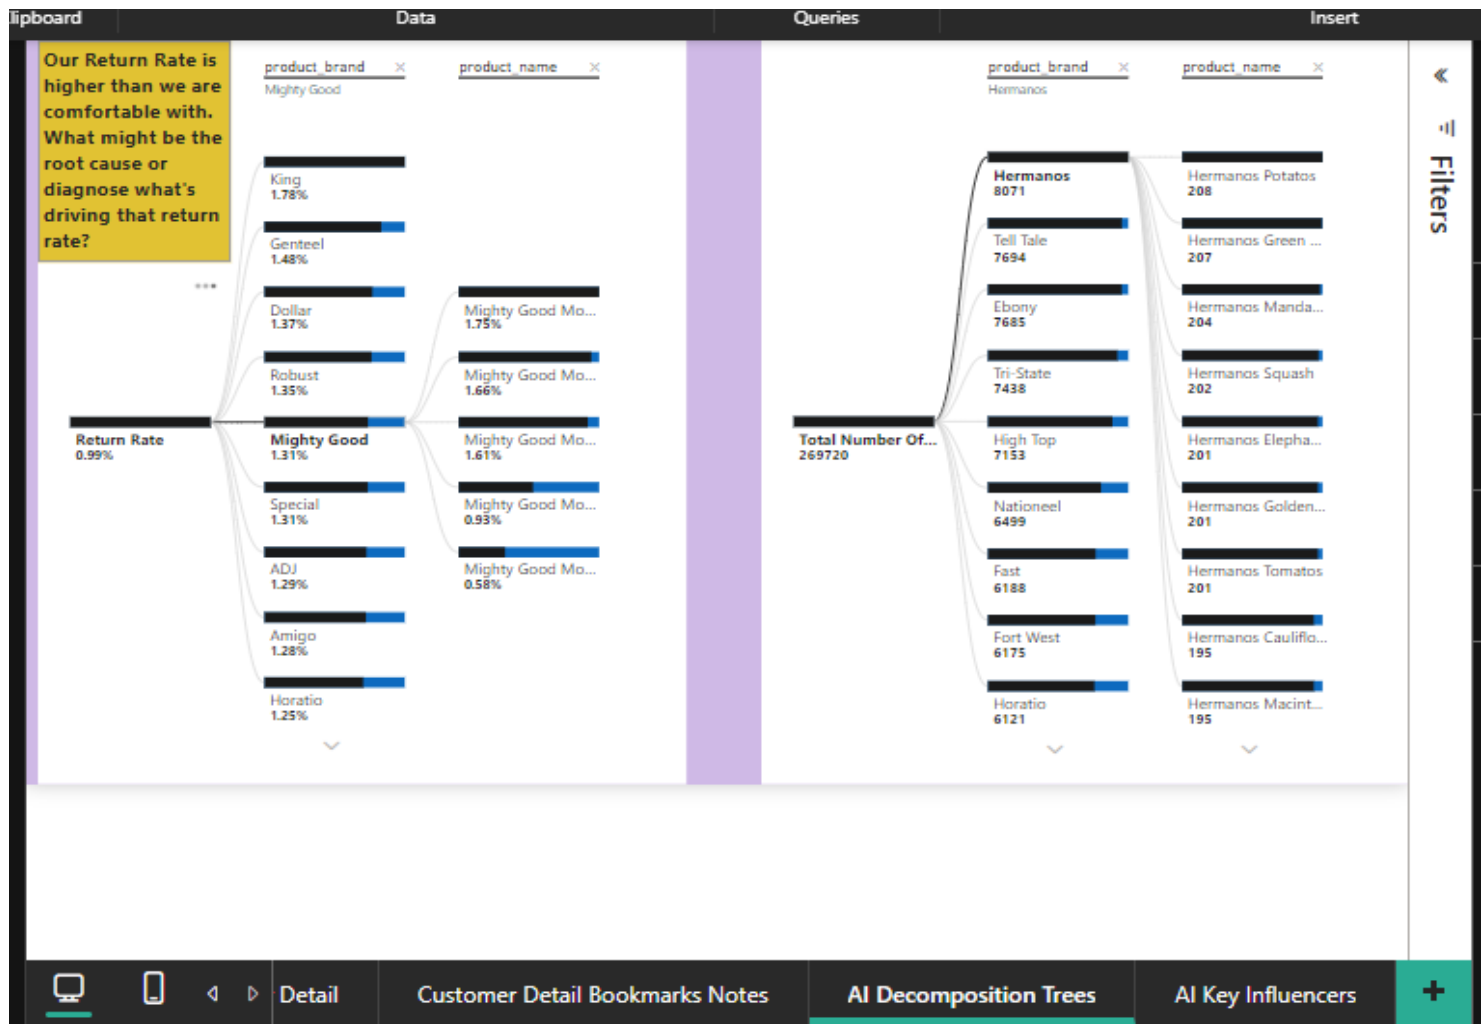 lipboard
Data
Queries
Insert
Our Return Rate is
higher than we are
comfortable with.
What might be the
root cause or
diagnose what's
driving that return
rate?
product_brand
Mighty Good
product_name
King
1.78%
Genteel
1.48%
Dollar
1.37%
Robust
1.35%
Return Rate
0.99%
Mighty Good
1.31%
Special
1.31%
ADJ
1.29%
Amigo
1.28%
Horatio
1.25%
Mighty Good Mo...
1.75%
Mighty Good Mo...
1.66%
Mighty Good Mo...
1.61%
Mighty Good Mo...
0.93%
Mighty Good Mo...
0.58%
product_brand
Hermanos
product_name
Total Number Of...
269720
Hermanos
8071
Tell Tale
7694
Ebony
7685
Tri-State
7438
High Top
7153
Nationeel
6499
Fast
6188
Fort West
6175
Horatio
6121
Hermanos Potatos
208
Hermanos Green ...
207
Hermanos Manda...
204
Hermanos Squash
202
Hermanos Elepha...
201
Hermanos Golden...
201
Hermanos Tomatos
201
Hermanos Cauliflo...
195
Hermanos Macint...
195
Filters
Detail
Customer Detail Bookmarks Notes
AI Decomposition Trees
AI Key Influencers